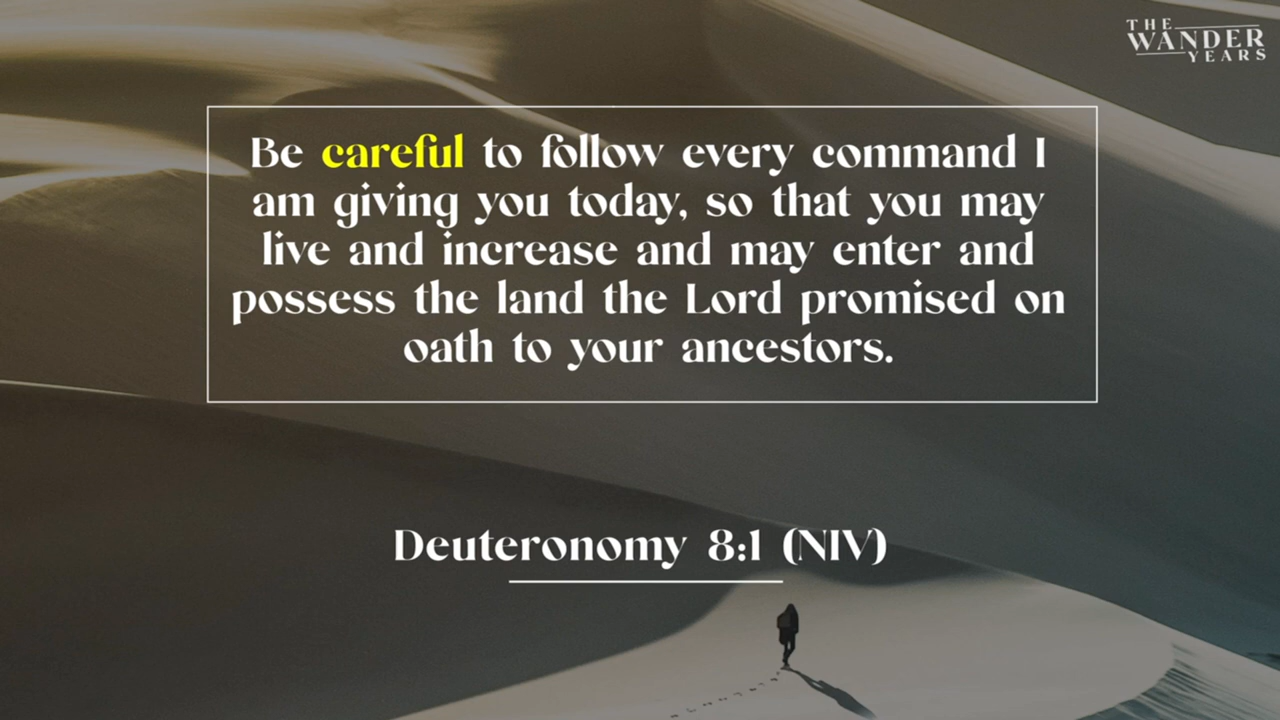 THE
WANDER
YEARS
Be careful to follow every command I
am giving you today, so that you may
live and increase and may enter and
possess the land the Lord promised on
oath to your ancestors.
Deuteronomy 8:1 (NIV)